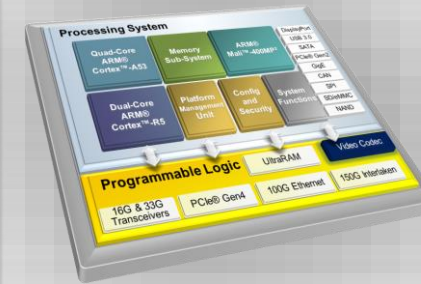 Processing System
Quad-Core
ARM®
Cortex™-A53
Memory
Sub-System
ARM®
Mali™-400MP²
DisplayPort
USB 3.0
SATA
PCIe® Gen2
GigE
CAN
SPI
SD/eMMC
NAND
Dual-Core
ARM®
Cortex™-R5
Platform
Management
Unit
Config
and
Security
System
Functions
Programmable Logic
UltraRAM
Video Codec
16G & 33G
Transceivers
PCIe® Gen4
100G Ethernet
150G Interlaken